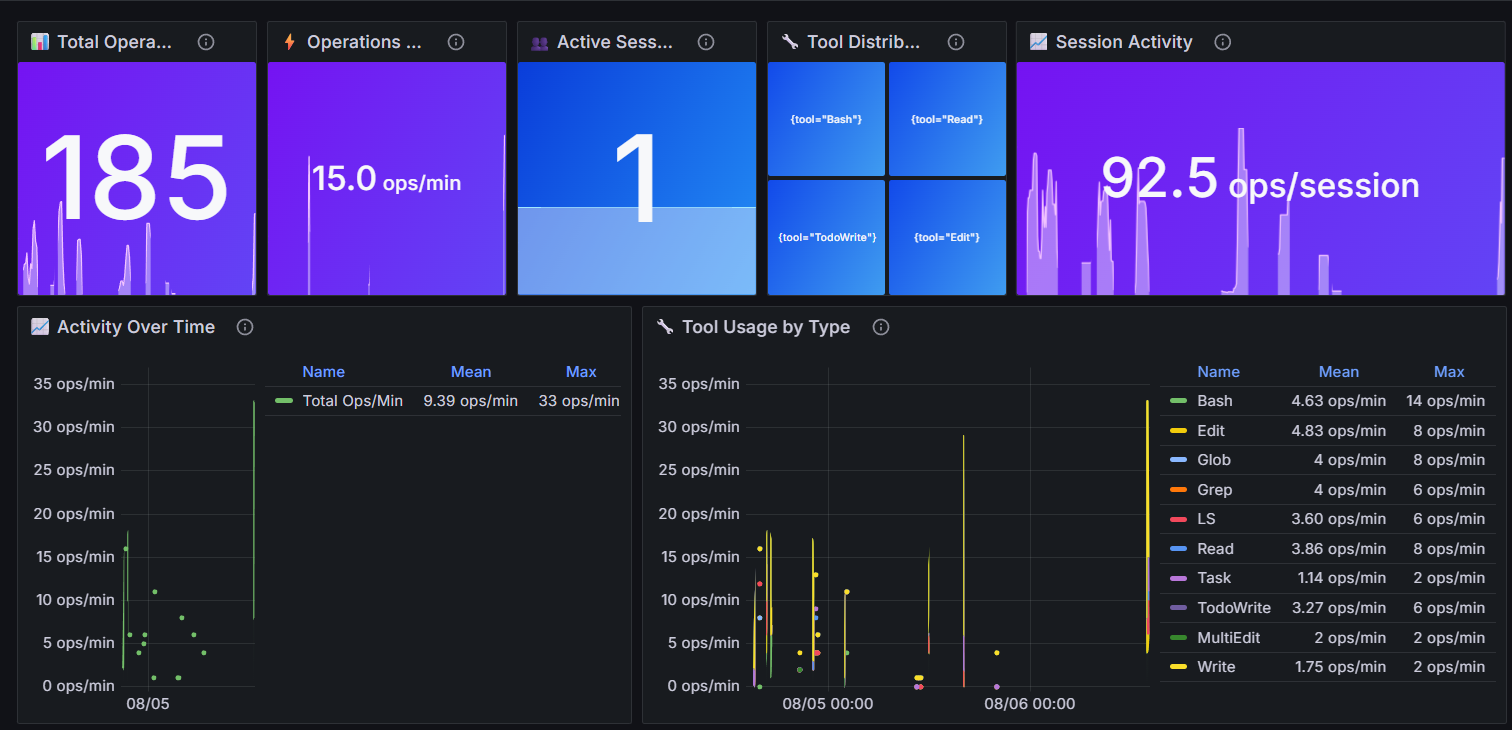 Total Opera...
Operations ...
Active Sess...
Tool Distrib...
Session Activity
185
15.0 ops/min
1
{tool="Bash"}
{tool="Read"}
{tool="TodoWrite"}
{tool="Edit"}
92.5 ops/session
Activity Over Time
35 ops/min
30 ops/min
25 ops/min
20 ops/min
15 ops/min
10 ops/min
5 ops/min
0 ops/min
08/05
Name Mean Max
Total Ops/Min 9.39 ops/min 33 ops/min
Tool Usage by Type
35 ops/min
30 ops/min
25 ops/min
20 ops/min
15 ops/min
10 ops/min
5 ops/min
0 ops/min
08/05 00:00 08/06 00:00
Name Mean Max
Bash 4.63 ops/min 14 ops/min
Edit 4.83 ops/min 8 ops/min
Glob 4 ops/min 8 ops/min
Grep 4 ops/min 6 ops/min
LS 3.60 ops/min 6 ops/min
Read 3.86 ops/min 8 ops/min
Task 1.14 ops/min 2 ops/min
TodoWrite 3.27 ops/min 6 ops/min
MultiEdit 2 ops/min 2 ops/min
Write 1.75 ops/min 2 ops/min